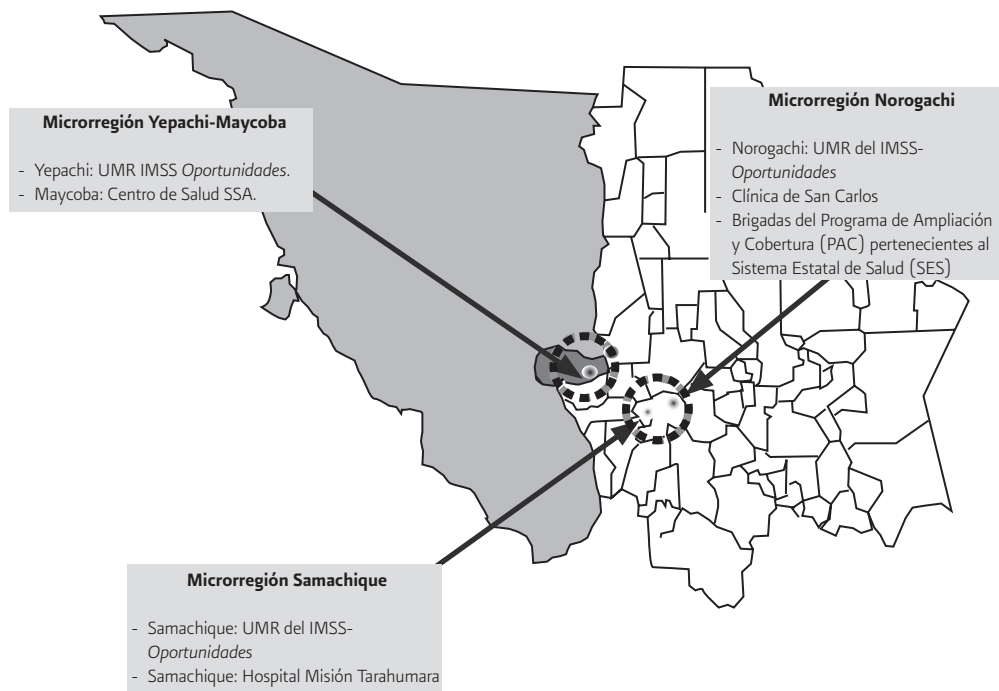 Microrregión Yepachi-Maycoba
- Yepachi: UMR IMSS Oportunidades.
- Maycoba: Centro de Salud SSA.
Microrregión Norogachi
- Norogachi: UMR del IMSS-
Oportunidades
- Clínica de San Carlos
- Brigadas del Programa de Ampliación
y Cobertura (PAC) pertenecientes al
Sistema Estatal de Salud (SES)
Microrregión Samachique
- Samachique: UMR del IMSS-
Oportunidades
- Samachique: Hospital Misión Tarahumara